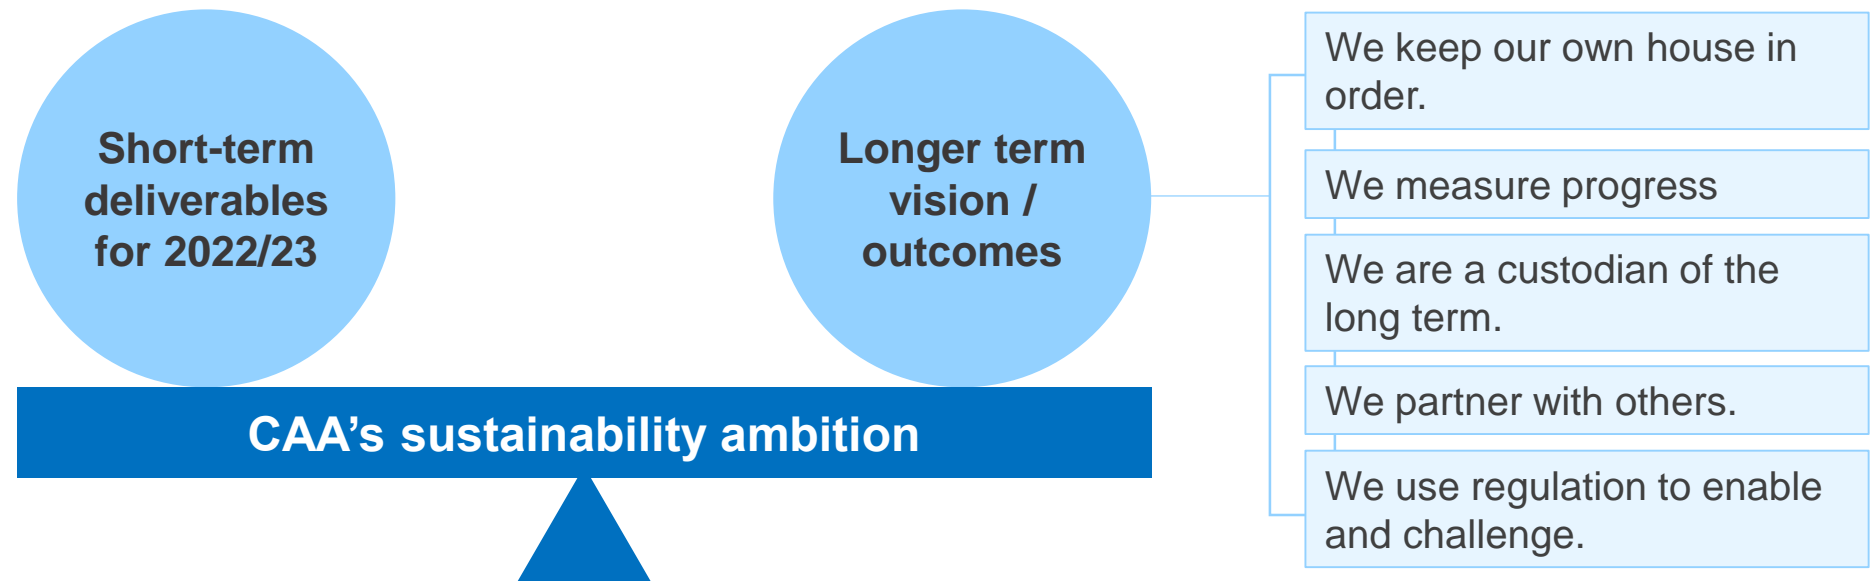 Short-term
deliverables
for 2022/23
Longer term
vision /
outcomes
CAA’s sustainability ambition
We keep our own house in
order.
We measure progress
We are a custodian of the
long term.
We partner with others.
We use regulation to enable
and challenge.